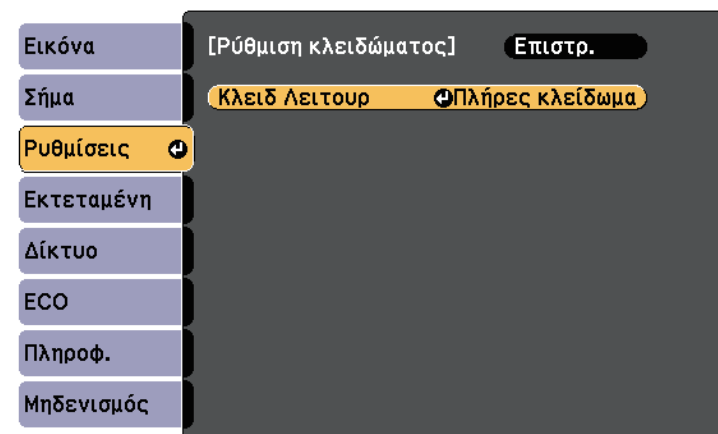 Εικόνα
Σήμα
Ρυθμίσεις
Εκτεταμένη
Δίκτυο
ECO
Πληροφ.
Μηδενισμός
[Ρύθμιση κλειδώματος] Επιστρ.
Κλειδ Λειτουρ Πλήρες κλείδωμα